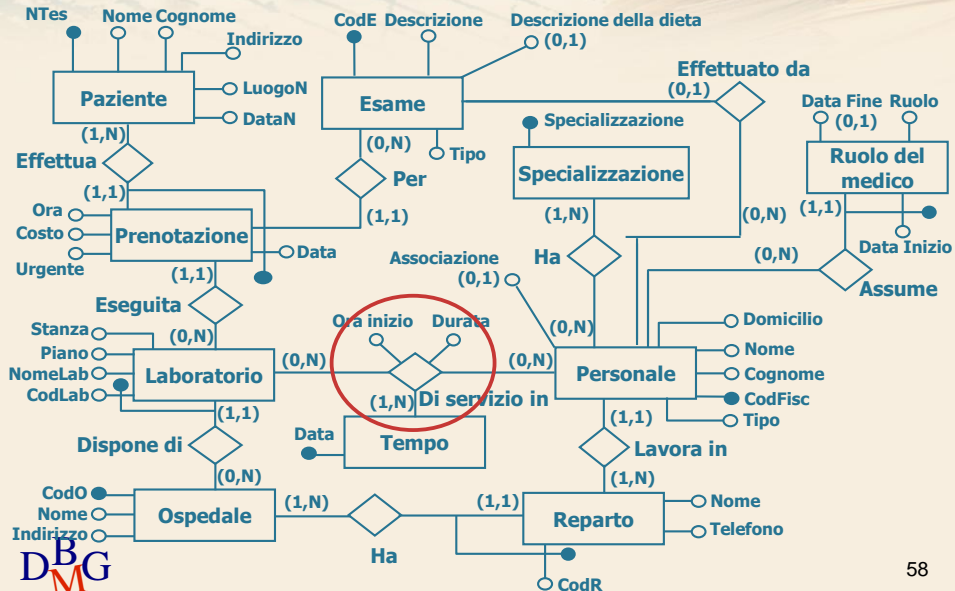 NTes
Nome Cognome
Indirizzo
Paziente
LuogoN
DataN
(1,N)
Effettua
(1,1)
CodE Descrizione
Descrizione della dieta
(0,1)
Esame
(0,N)
Tipo
Per
(1,1)
Effettuato da
(0,1)
(0,N)
Specializzazione
Specializzazione
(1,N)
Ha
(0,N)
Data Fine Ruolo
(0,1)
Ruolo del
medico
(1,1)
Data Inizio
(0,N)
Assume
Ora
Costo
Urgente
Prenotazione
Data
(1,1)
Eseguita
(0,N)
Associazione
(0,1)
Stanza
Piano
NomeLab
CodLab
Laboratorio
(0,N)
Ora inizio
Durata
(0,N)
(1,N)
Di servizio in
Data
Tempo
Personale
Domicilio
Nome
Cognome
CodFisc
Tipo
(1,1)
Lavora in
(1,N)
(1,1)
Dispone di
(0,N)
CodO
Nome
Indirizzo
Ospedale
(1,N)
Ha
(1,1)
Reparto
Nome
Telefono
CodR
DBMG
58